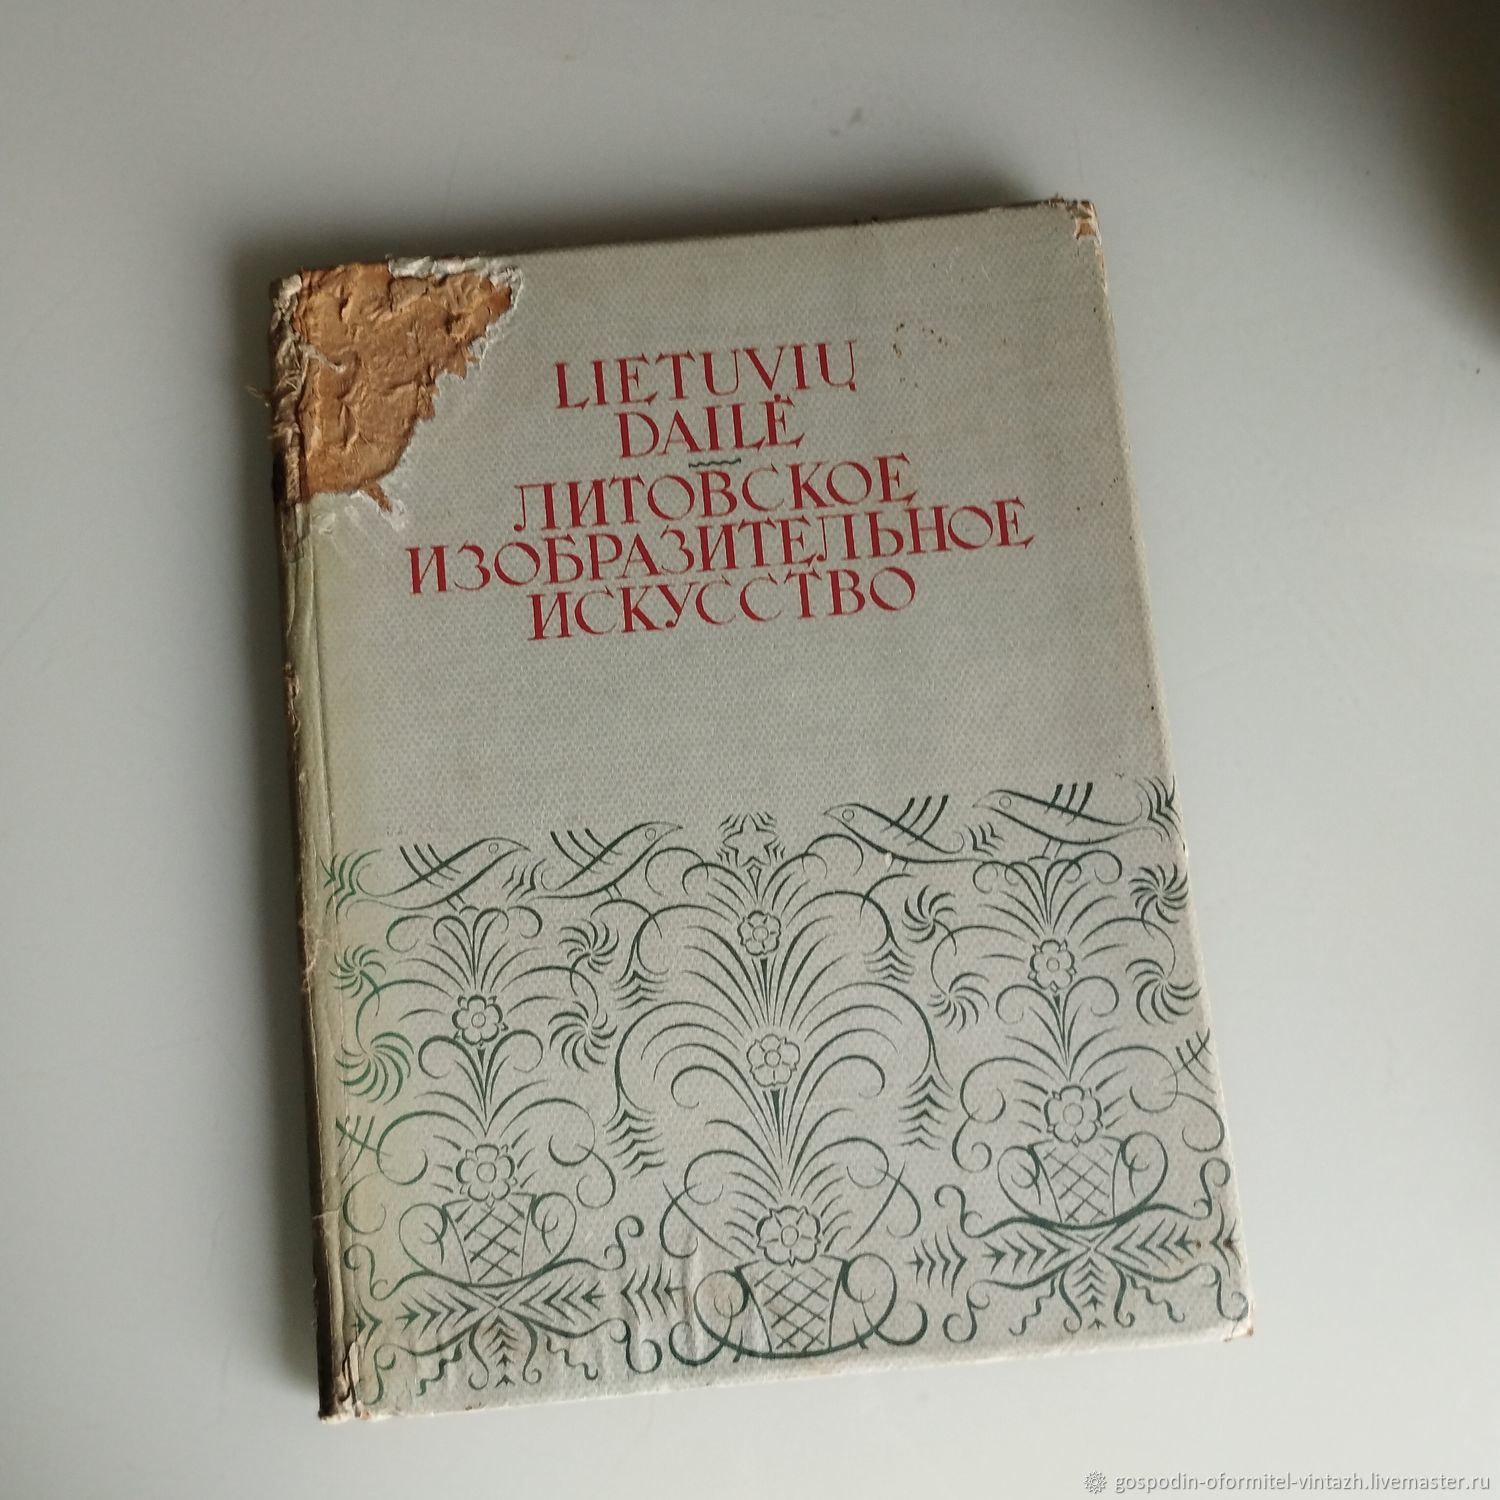 LIETUVIŲ
DAILĖ
ЛИТОВСКОЕ
ИЗОБРАЗИТЕЛЬНОЕ
ИСКУССТВО
gospodin-oformitel-vintazh.livemaster.ru